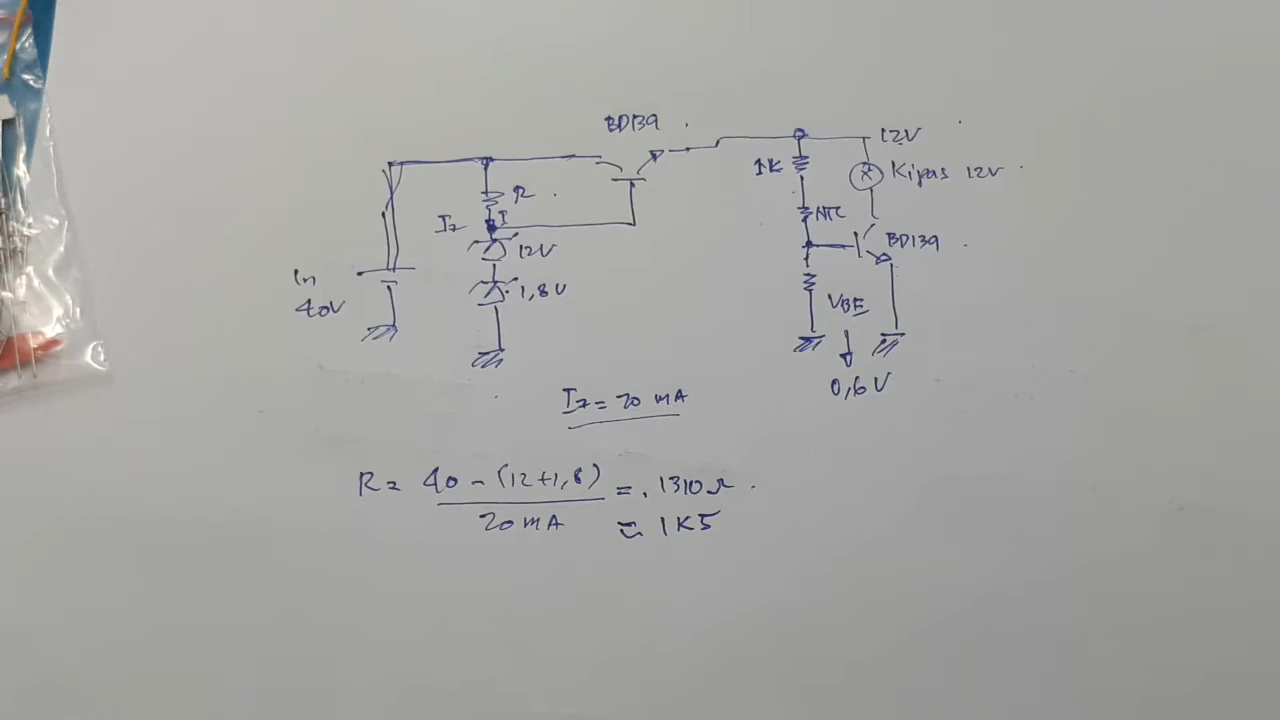 BD139
12V
1K
Kipas 12V
R
NTC
Iz
I
12V
BD139
In
40V
1,8V
VBE
0,6V
Iz = 20 mA
R = 40 - (12+1,8) = 1310Ω
20mA ≈ 1K5